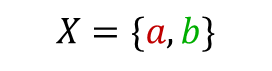 X = {a, b}